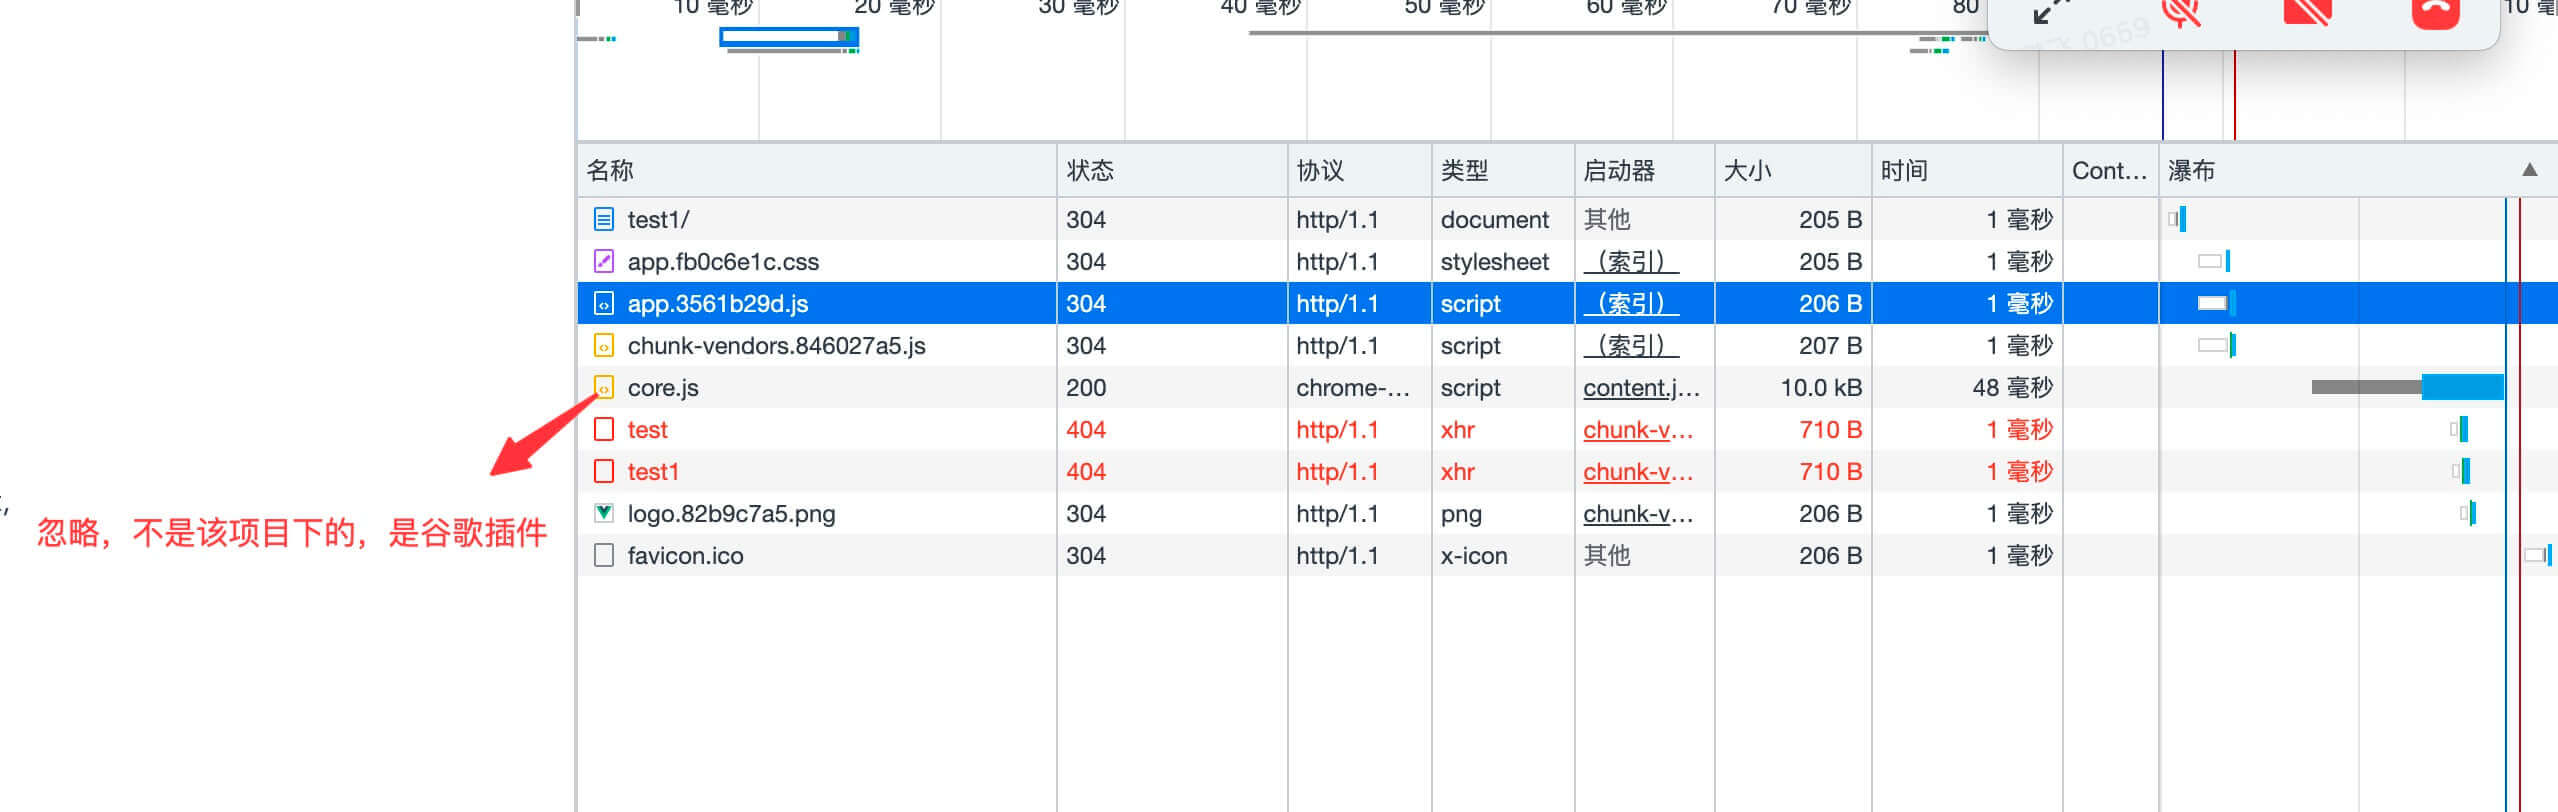 10 毫秒 20 毫秒 30 毫秒 40 毫秒 50 毫秒 60 毫秒 70 毫秒 80 10 毫
0659
名称 状态 协议 类型 启动器 大小 时间 Cont... 瀑布 ▲
test1/ 304 http/1.1 document 其他 205 B 1 毫秒
app.fb0c6e1c.css 304 http/1.1 stylesheet （索引） 205 B 1 毫秒
app.3561b29d.js 304 http/1.1 script （索引） 206 B 1 毫秒
chunk-vendors.846027a5.js 304 http/1.1 script （索引） 207 B 1 毫秒
core.js 200 chrome-... script content.j... 10.0 kB 48 毫秒
test 404 http/1.1 xhr chunk-v... 710 B 1 毫秒
test1 404 http/1.1 xhr chunk-v... 710 B 1 毫秒
logo.82b9c7a5.png 304 http/1.1 png chunk-v... 206 B 1 毫秒
忽略，不是该项目下的，是谷歌插件
favicon.ico 304 http/1.1 x-icon 其他 206 B 1 毫秒